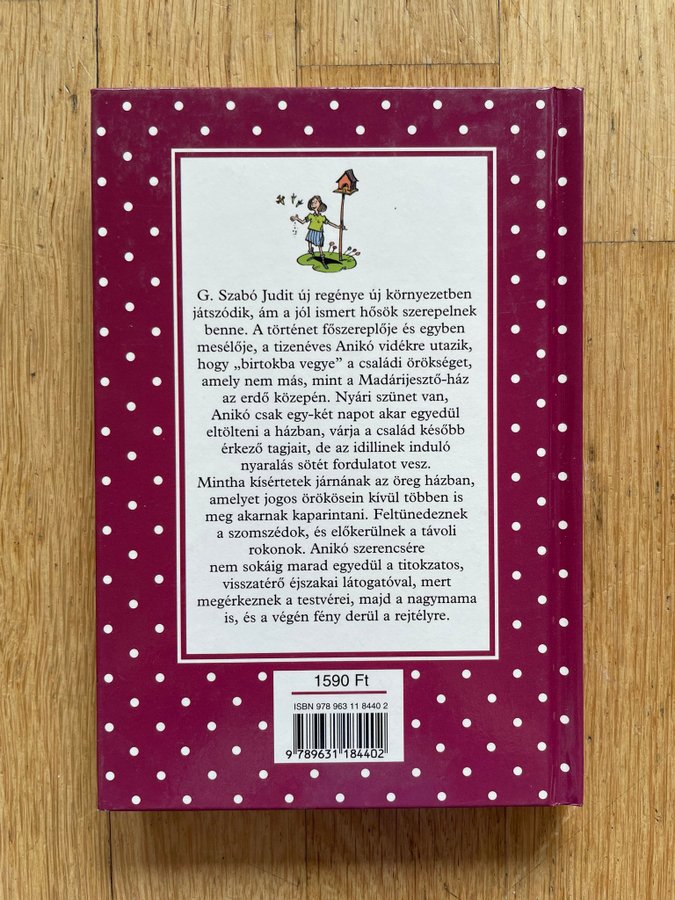 G. Szabó Judit új regénye új környezetben
játszódik, ám a jól ismert hősök szerepelnek
benne. A történet főszereplője és egyben
mesélője, a tizenéves Anikó vidékre utazik,
hogy „birtokba vegye” a családi örökséget,
amely nem más, mint a Madárijesztő-ház
az erdő közepén. Nyári szünet van,
Anikó csak egy-két napot akar egyedül
eltölteni a házban, várja a család később
érkező tagjait, de az idillinek induló
nyaralás sötét fordulatot vesz.
Mintha kísértetek járnának az öreg házban,
amelyet jogos örökösein kívül többen is
meg akarnak kaparintani. Feltünedeznek
a szomszédok, és előkerülnek a távoli
rokonok. Anikó szerencsére
nem sokáig marad egyedül a titokzatos,
visszatérő éjszakai látogatóval, mert
megérkeznek a testvérei, majd a nagymama
is, és a végén fény derül a rejtélyre.
1590 Ft
ISBN 978 963 11 8440 2
9 789631 184402